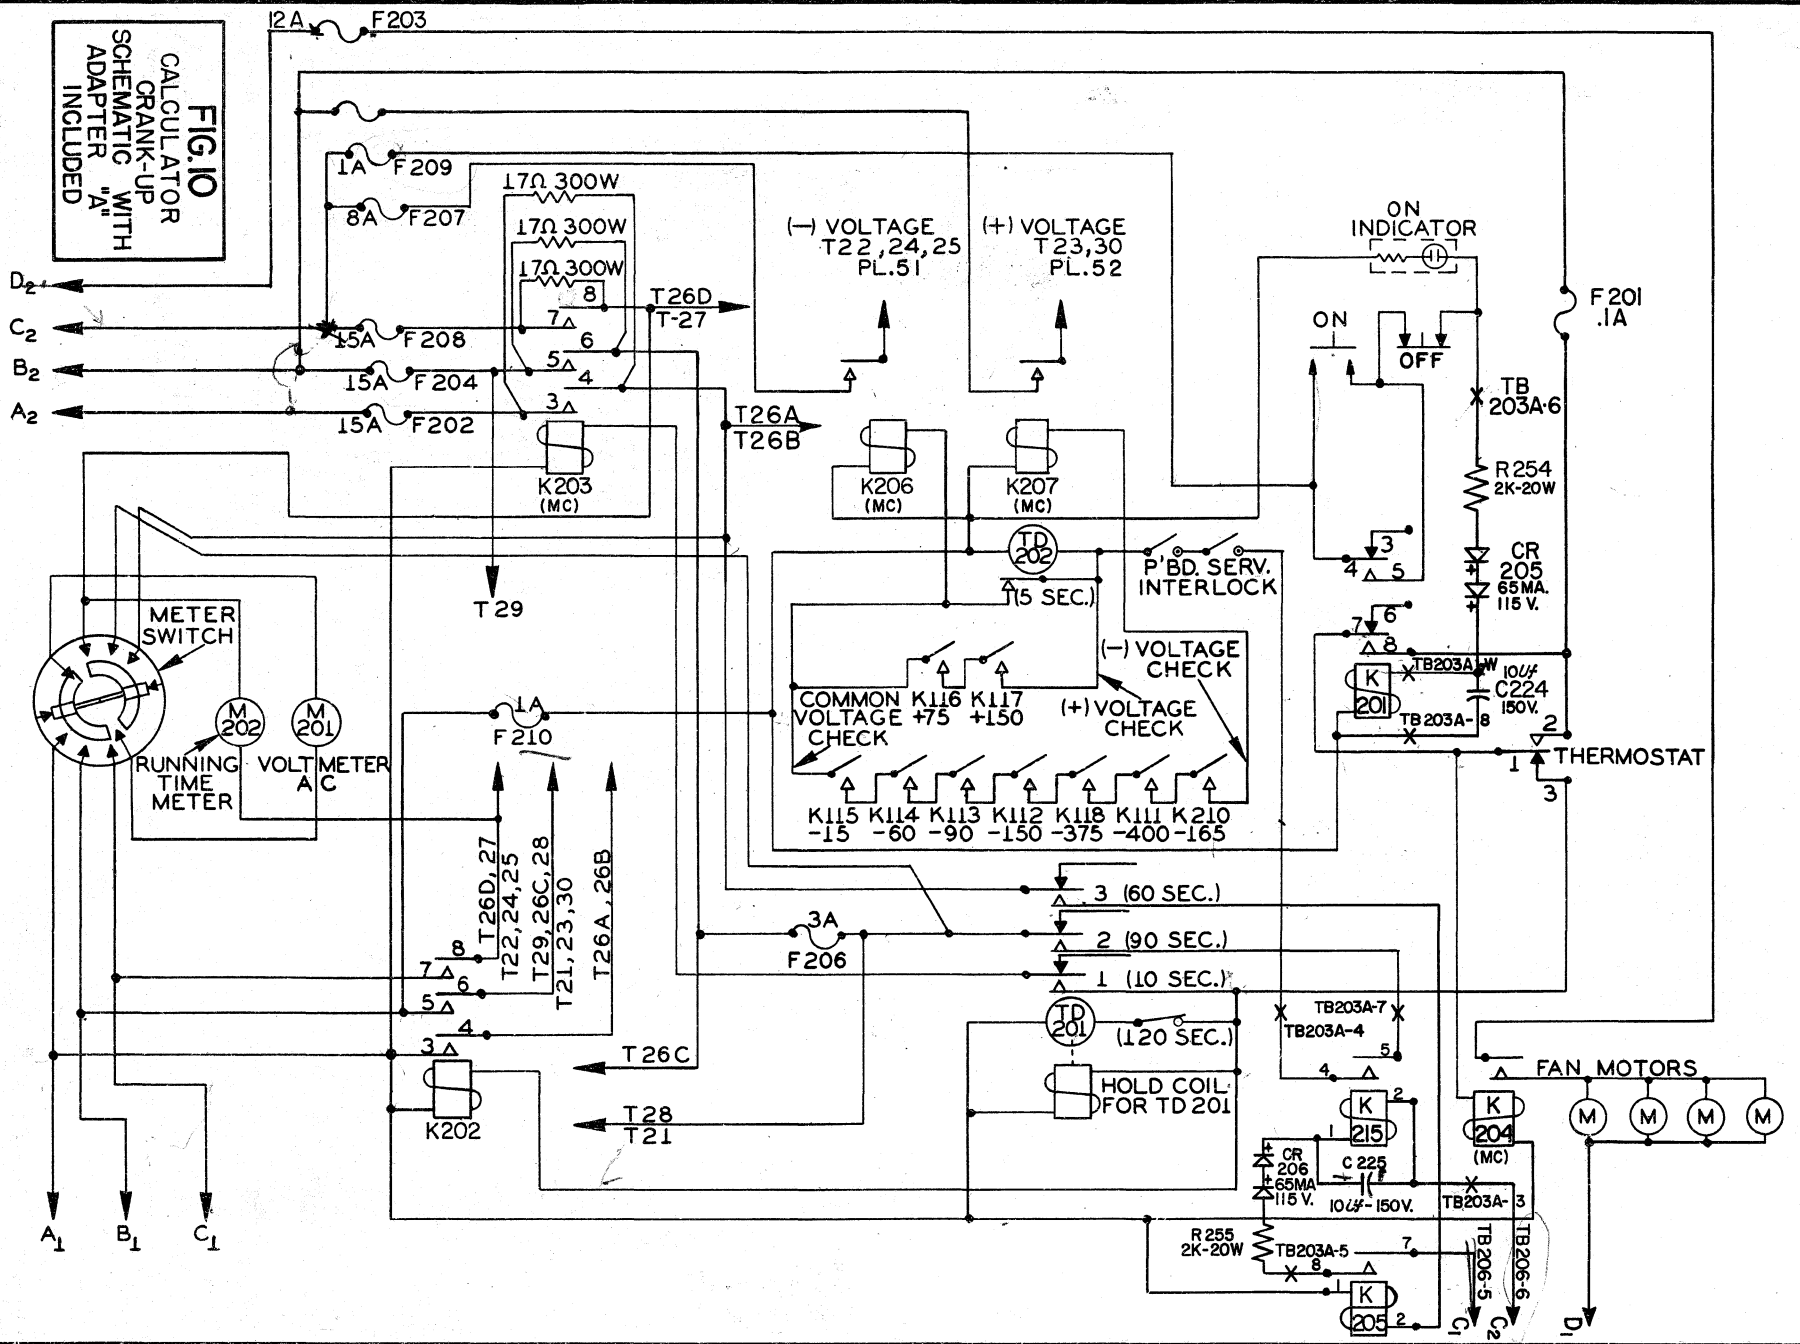 FIG.10
CALCULATOR
CRANK-UP
SCHEMATIC WITH
ADAPTER "A"
INCLUDED
12A F203
1A F209
8A F207
17Ω 300W
17Ω 300W
17Ω 300W
8
T26D
T-27
7
D2
C2
15A F208
6
B2
15A F204
5
4
A2
15A F202
3
T26A
T26B
K203
(MC)
(-) VOLTAGE
T22,24,25
PL.51
(+) VOLTAGE
T23,30
PL.52
K206
(MC)
K207
(MC)
ON
INDICATOR
ON
OFF
F201
.1A
TB
203A-6
R254
2K-20W
CR
205
65MA.
115 V.
3
4
5
6
7
8
TB203A
W
K
201
10uf
C224
150V.
TB203A-8
2
THERMOSTAT
1
3
TD
202
(5 SEC.)
P'BD. SERV.
INTERLOCK
T29
METER
SWITCH
M
202
M
201
RUNNING
TIME
METER
VOLTMETER
AC
1A
F210
COMMON
VOLTAGE
CHECK
K116
+75
K117
+150
(-) VOLTAGE
CHECK
(+) VOLTAGE
CHECK
K115
-15
K114
-60
K113
-90
K112
-150
K118
-375
K111
-400
K210
-165
T26D, 27
T22,24,25
T29,26C,28
T21,23,30
T26A,26B
8
7
6
5
4
3
K202
3A
F206
3 (60 SEC.)
2 (90 SEC.)
1 (10 SEC.)
TD
201
(120 SEC.)
HOLD COIL
FOR TD 201
T26C
T28
T21
TB203A-7
TB203A-4
5
4
K
215
2
1
FAN MOTORS
K
204
(MC)
M
M
M
M
CR
206
65MA
115 V.
C225
10uf-150V.
TB203A-3
R255
2K-20W
TB203A-5
7
8
K
205
1
2
TB206-5
TB206-6
C1
C2
D1
A1
B1
C1